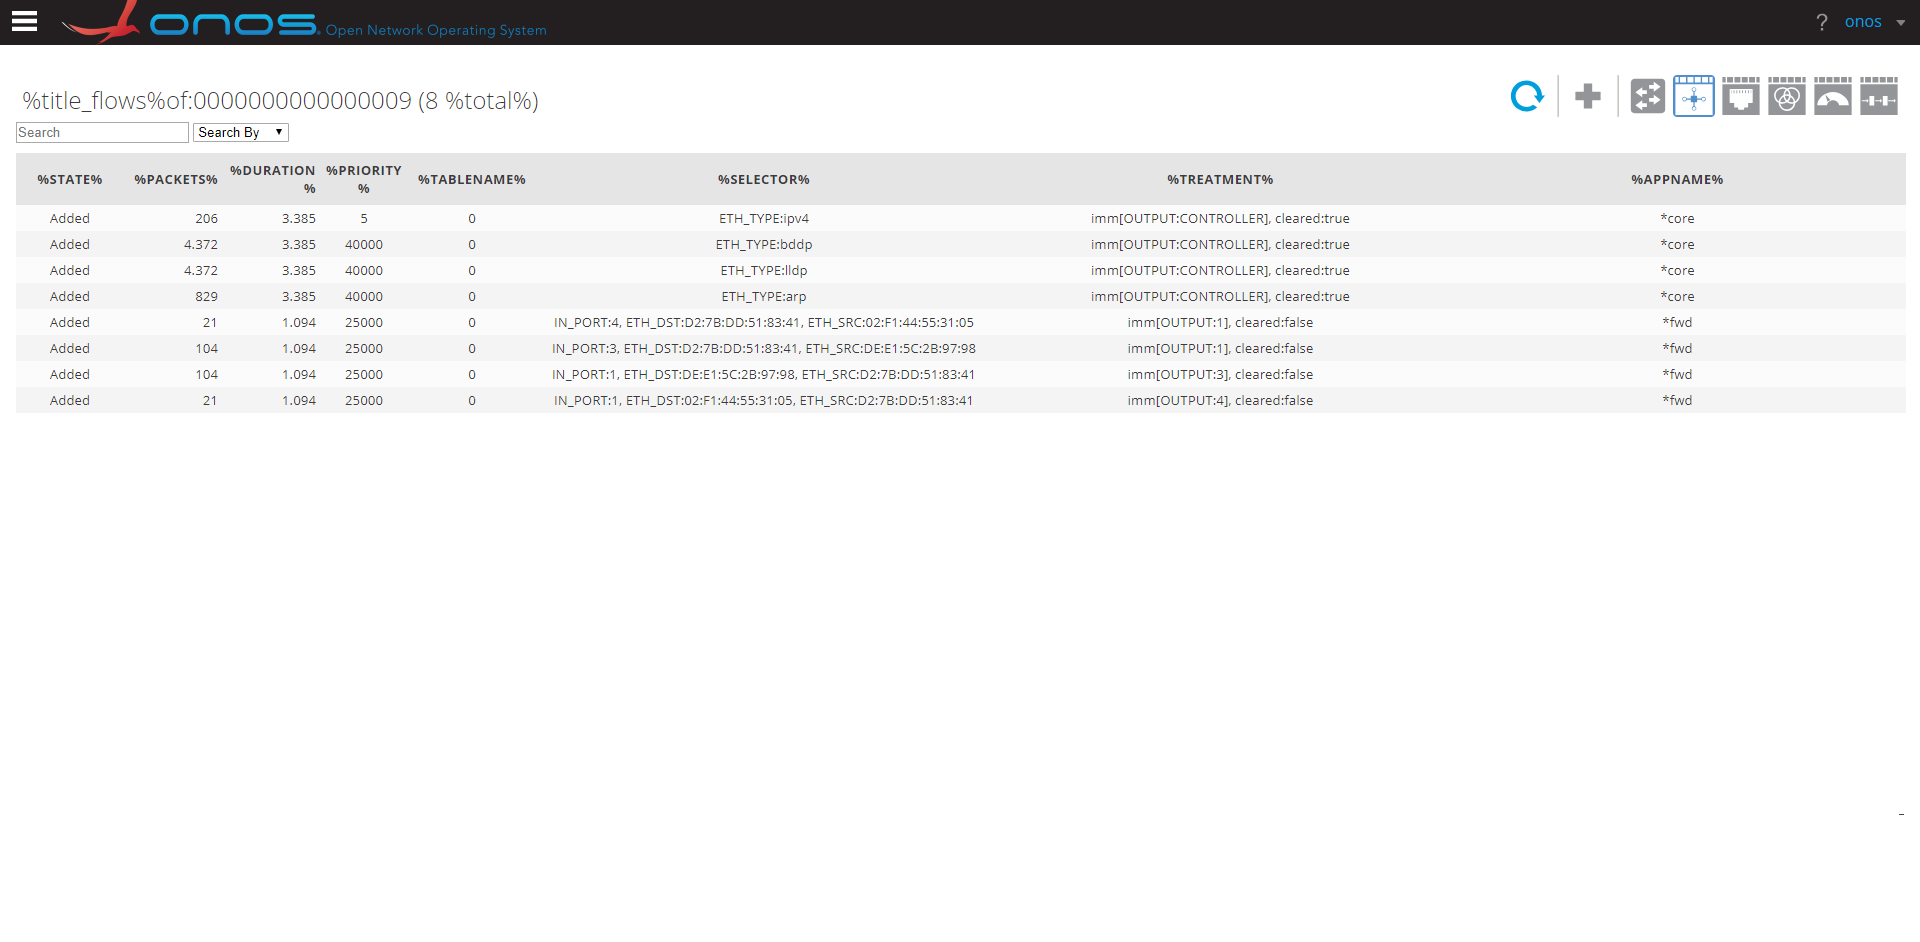 onos Open Network Operating System ? onos
%title_flows%of:0000000000000009 (8 %total%)
Search Search By
%STATE% %PACKETS% %DURATION % %PRIORITY % %TABLENAME% %SELECTOR% %TREATMENT% %APPNAME%
Added 206 3.385 5 0 ETH_TYPE:ipv4 imm[OUTPUT:CONTROLLER], cleared:true *core
Added 4.372 3.385 40000 0 ETH_TYPE:bddp imm[OUTPUT:CONTROLLER], cleared:true *core
Added 4.372 3.385 40000 0 ETH_TYPE:lldp imm[OUTPUT:CONTROLLER], cleared:true *core
Added 829 3.385 40000 0 ETH_TYPE:arp imm[OUTPUT:CONTROLLER], cleared:true *core
Added 21 1.094 25000 0 IN_PORT:4, ETH_DST:D2:7B:DD:51:83:41, ETH_SRC:02:F1:44:55:31:05 imm[OUTPUT:1], cleared:false *fwd
Added 104 1.094 25000 0 IN_PORT:3, ETH_DST:D2:7B:DD:51:83:41, ETH_SRC:DE:E1:5C:2B:97:98 imm[OUTPUT:1], cleared:false *fwd
Added 104 1.094 25000 0 IN_PORT:1, ETH_DST:DE:E1:5C:2B:97:98, ETH_SRC:D2:7B:DD:51:83:41 imm[OUTPUT:3], cleared:false *fwd
Added 21 1.094 25000 0 IN_PORT:1, ETH_DST:02:F1:44:55:31:05, ETH_SRC:D2:7B:DD:51:83:41 imm[OUTPUT:4], cleared:false *fwd